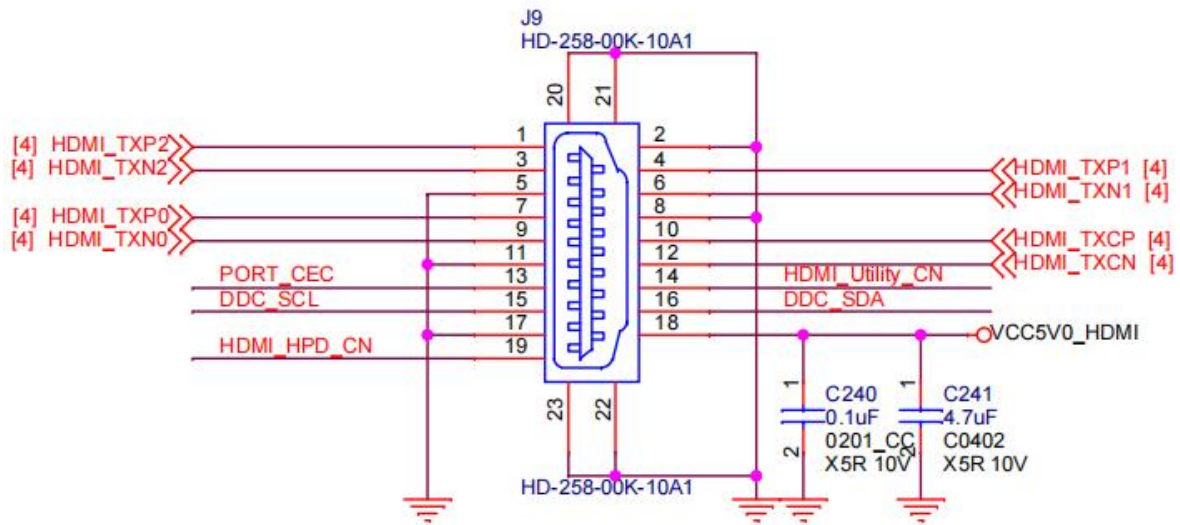 J9
HD-258-00K-10A1
20 21
[4] HDMI_TXP2 1 2
[4] HDMI_TXN2 3 4 HDMI_TXP1 [4]
5 6 HDMI_TXN1 [4]
[4] HDMI_TXP0 7 8
[4] HDMI_TXN0 9 10 HDMI_TXCP [4]
11 12 HDMI_TXCN [4]
PORT_CEC 13 14 HDMI_Utility_CN
DDC_SCL 15 16 DDC_SDA
17 18 VCC5V0_HDMI
HDMI_HPD_CN 19
23 22
HD-258-00K-10A1
1 C240
0.1uF
0201_CC
2 X5R 10V
1 C241
4.7uF
C0402
2 X5R 10V